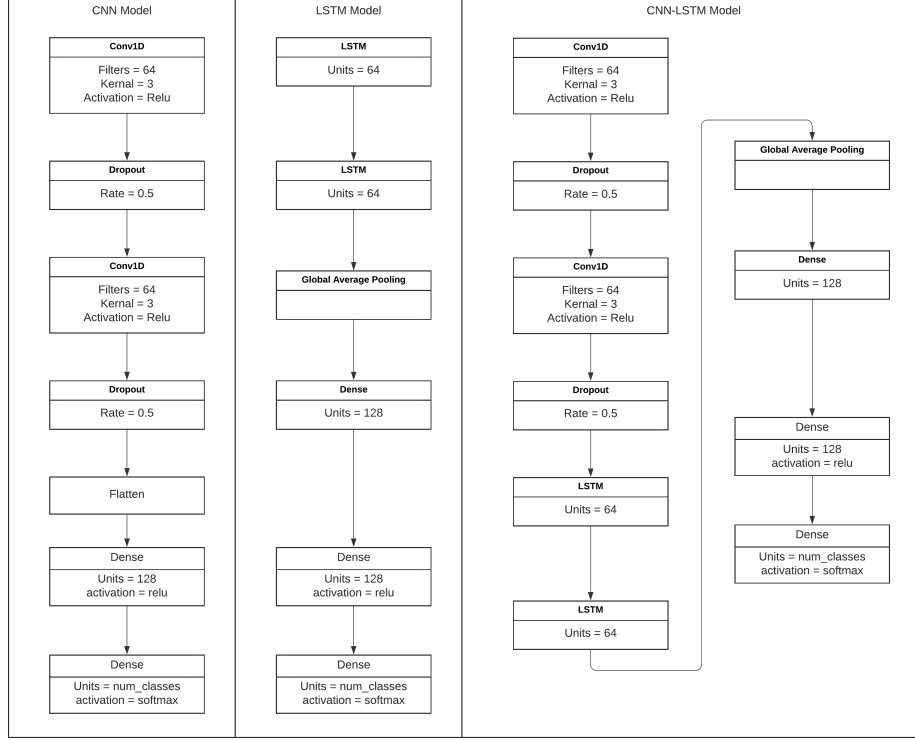 CNN Model
Conv1D
Filters = 64
Kernal = 3
Activation = Relu
Dropout
Rate = 0.5
Conv1D
Filters = 64
Kernal = 3
Activation = Relu
Dropout
Rate = 0.5
Flatten
Dense
Units = 128
activation = relu
Dense
Units = num_classes
activation = softmax
LSTM Model
LSTM
Units = 64
LSTM
Units = 64
Global Average Pooling
Dense
Units = 128
Dense
Units = 128
activation = relu
Dense
Units = num_classes
activation = softmax
CNN-LSTM Model
Conv1D
Filters = 64
Kernal = 3
Activation = Relu
Dropout
Rate = 0.5
Conv1D
Filters = 64
Kernal = 3
Activation = Relu
Dropout
Rate = 0.5
LSTM
Units = 64
LSTM
Units = 64
Global Average Pooling
Dense
Units = 128
Dense
Units = 128
activation = relu
Dense
Units = num_classes
activation = softmax